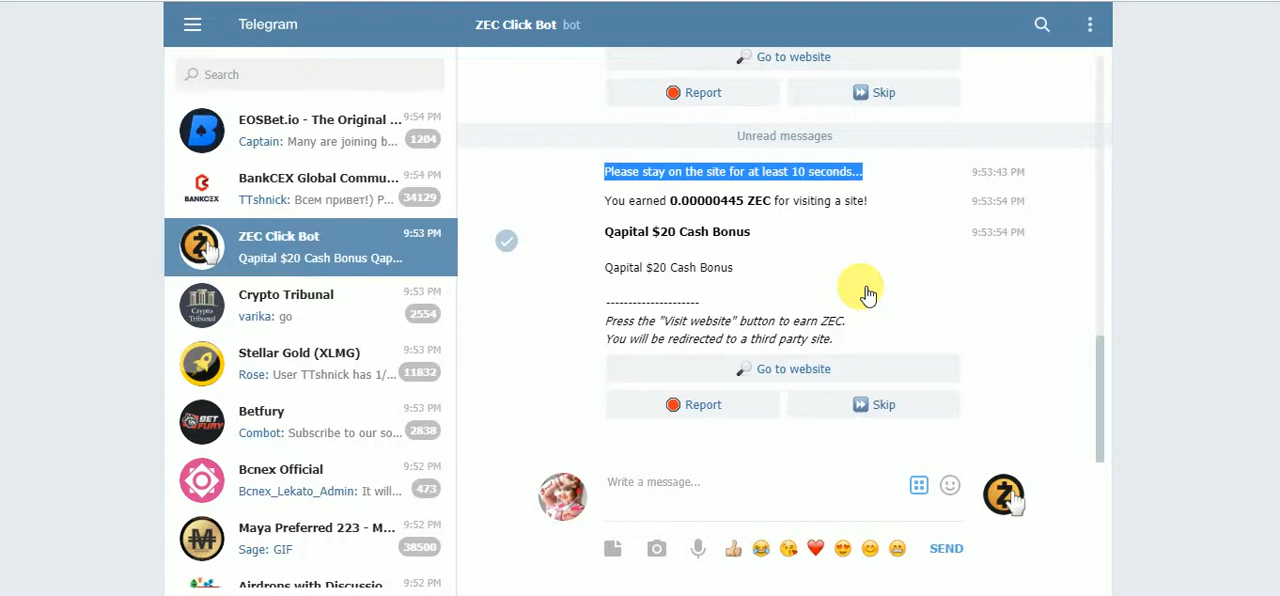 Telegram
ZEC Click Bot bot
Search
EOSBet.io - The Original ... 9:54 PM
Captain: Many are joining b... 1204
BankCEX Global Commu... 9:54 PM
TTshnick: Всем привет!) P... 34129
BANKCEX
ZEC Click Bot 9:53 PM
Qapital $20 Cash Bonus Qap...
Crypto Tribunal 9:53 PM
varika: go 2554
Stellar Gold (XLMG) 9:53 PM
Rose: User TTshnick has 1/... 11832
Betfury 9:53 PM
Combot: Subscribe to our so... 2838
BET
FURY
Bcnex Official 9:52 PM
Bcnex_Lekato_Admin: It will... 473
Maya Preferred 223 - M... 9:52 PM
Sage: GIF 38500
Airdrops with Discussio 9:52 PM
Go to website
Report Skip
Unread messages
Please stay on the site for at least 10 seconds... 9:53:43 PM
You earned 0.00000445 ZEC for visiting a site! 9:53:54 PM
Qapital $20 Cash Bonus 9:53:54 PM
Qapital $20 Cash Bonus
---------------------
Press the "Visit website" button to earn ZEC.
You will be redirected to a third party site.
Go to website
Report Skip
Write a message...
SEND